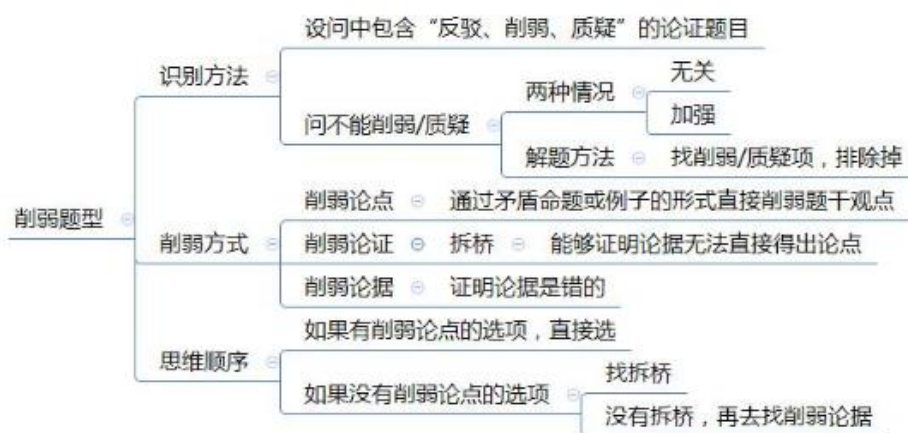 削弱题型
识别方法
设问中包含“反驳、削弱、质疑”的论证题目
问不能削弱/质疑
两种情况
无关
加强
解题方法
找削弱/质疑项，排除掉
削弱方式
削弱论点
通过矛盾命题或例子的形式直接削弱题干观点
削弱论证
拆桥
能够证明论据无法直接得出论点
削弱论据
证明论据是错的
思维顺序
如果有削弱论点的选项，直接选
如果没有削弱论点的选项
找拆桥
没有拆桥，再去找削弱论据